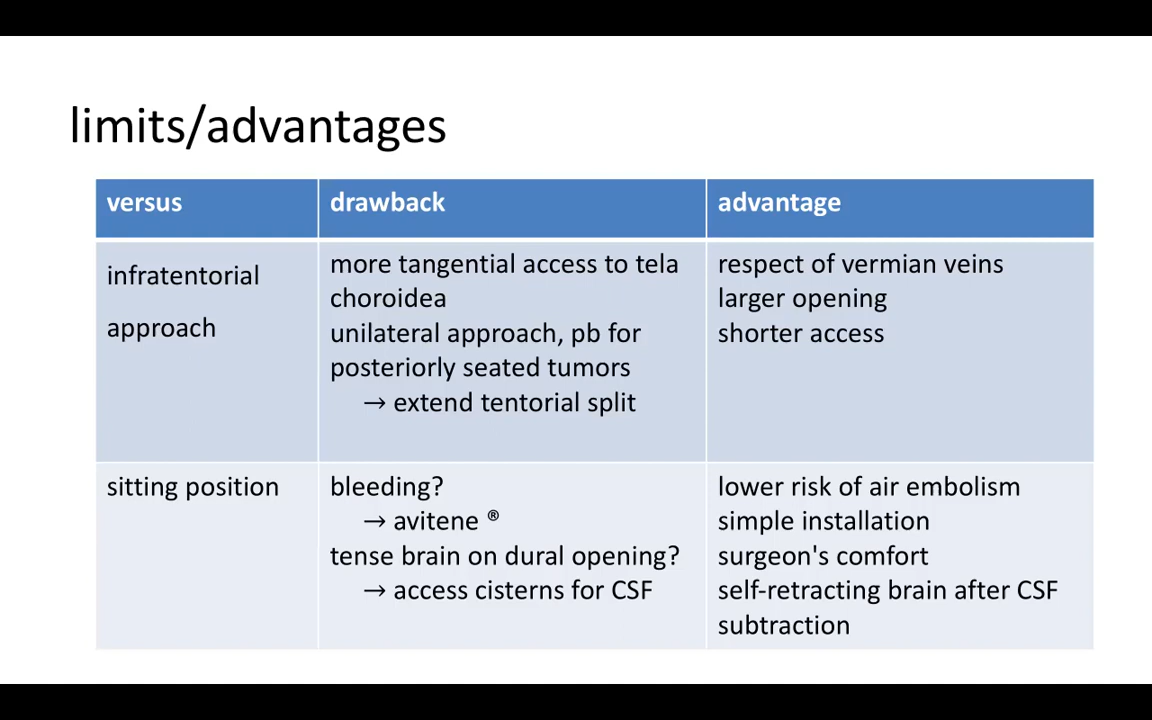 limits/advantages
versus
drawback
advantage
infratentorial
approach
more tangential access to tela
choroidea
unilateral approach, pb for
posteriorly seated tumors
→ extend tentorial split
respect of vermian veins
larger opening
shorter access
sitting position
bleeding?
→ avitene ®
tense brain on dural opening?
→ access cisterns for CSF
lower risk of air embolism
simple installation
surgeon's comfort
self-retracting brain after CSF
subtraction